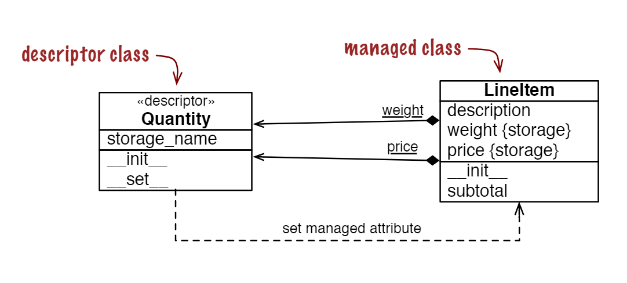 descriptor class
managed class
«descriptor»
Quantity
storage_name
__init__
__set__
weight
price
LineItem
description
weight {storage}
price {storage}
__init__
subtotal
set managed attribute